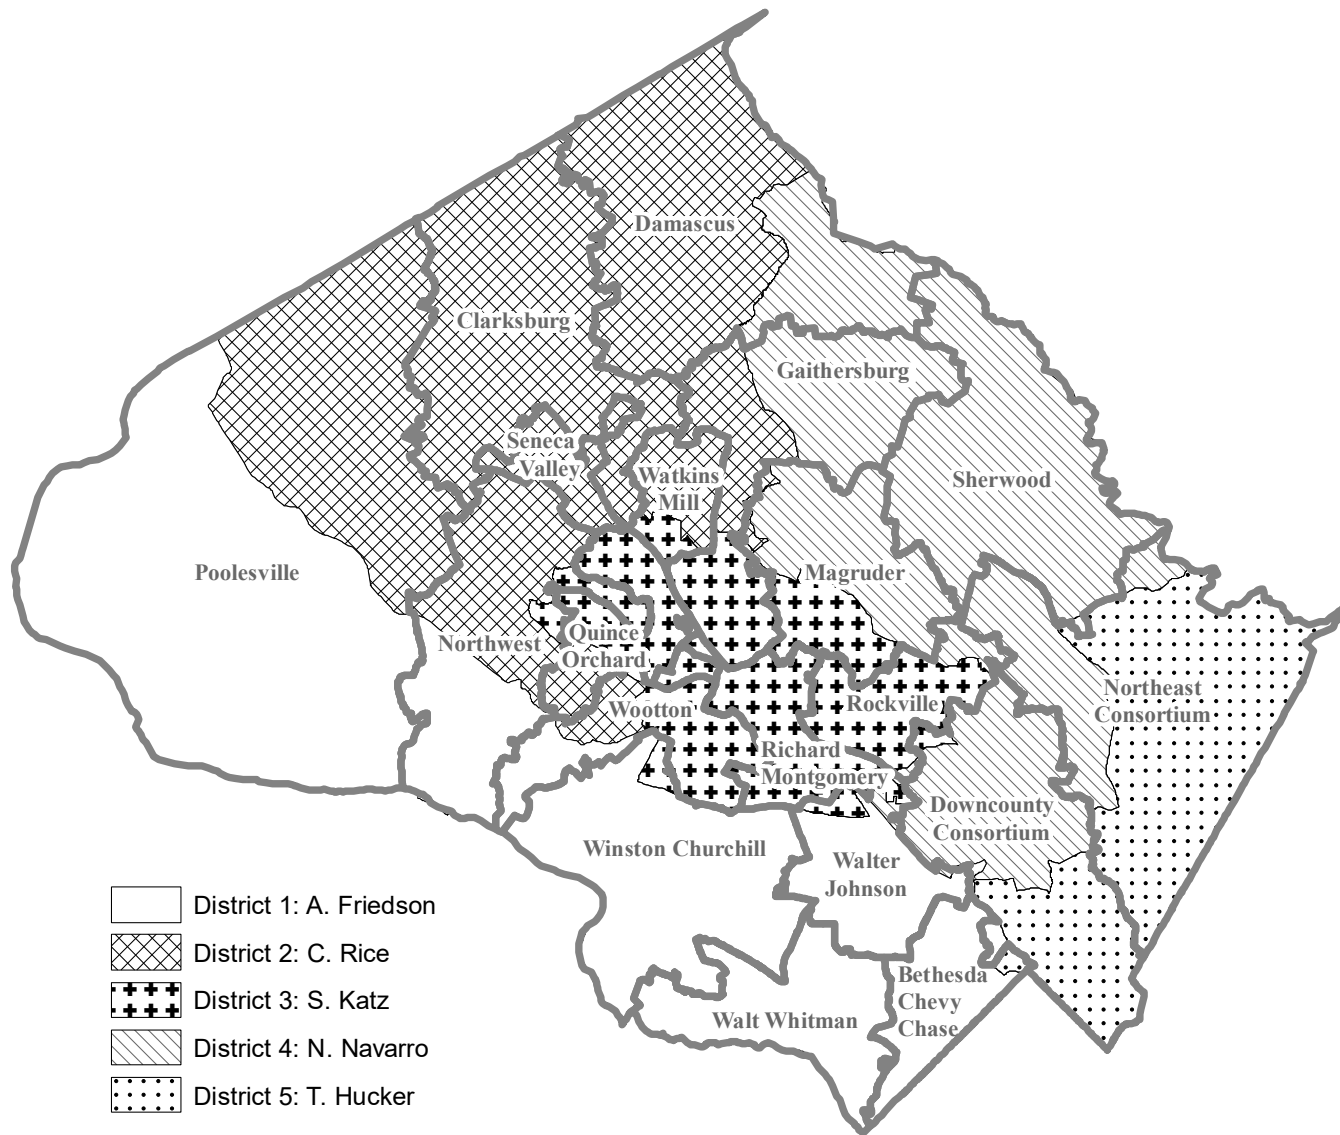 Damascus
Clarksburg
Gaithersburg
Seneca
Valley
Watkins
Mill
Sherwood
Poolesville
Magruder
Northwest
Quince
Orchard
Wootton
Rockville
Northeast
Consortium
Richard
Montgomery
Downcounty
Consortium
Winston Churchill
Walter
Johnson
Bethesda
Chevy
Chase
Walt Whitman
District 1: A. Friedson
District 2: C. Rice
District 3: S. Katz
District 4: N. Navarro
District 5: T. Hucker